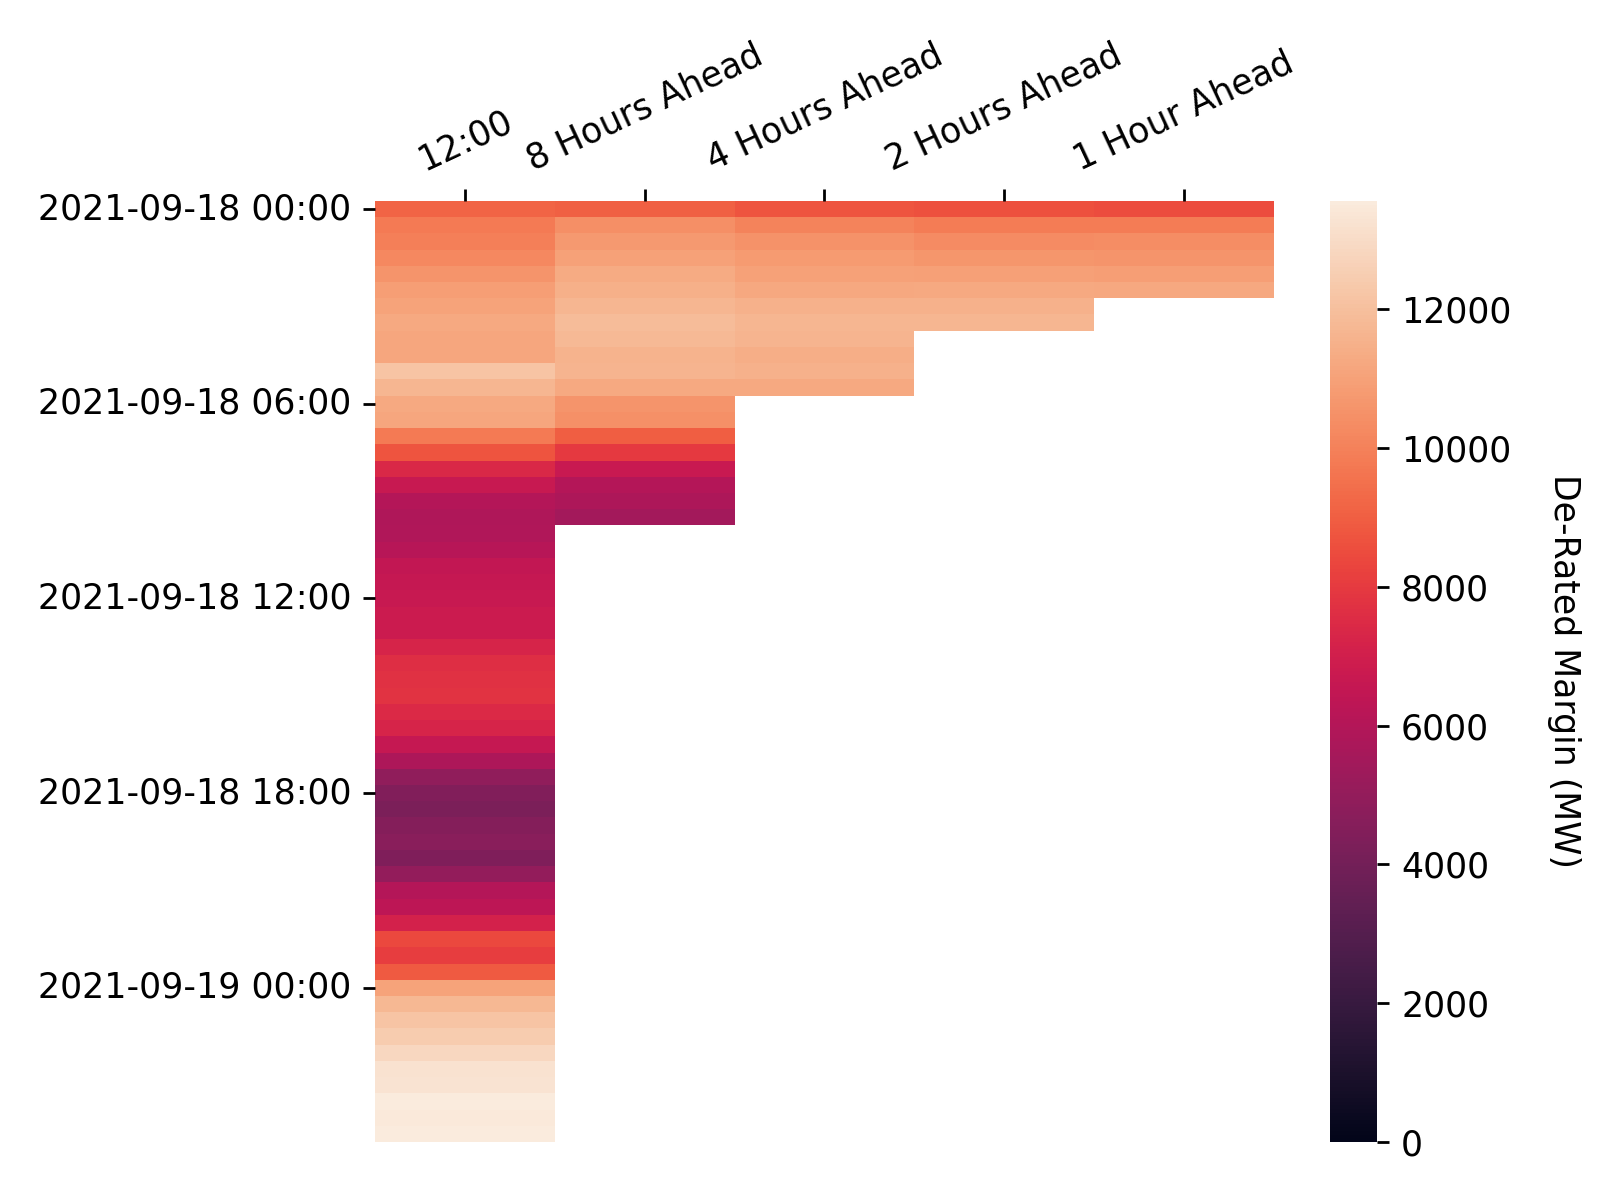 12:00
8 Hours Ahead
4 Hours Ahead
2 Hours Ahead
1 Hour Ahead
2021-09-18 00:00
2021-09-18 06:00
2021-09-18 12:00
2021-09-18 18:00
2021-09-19 00:00
12000
10000
8000
6000
4000
2000
0
De-Rated Margin (MW)